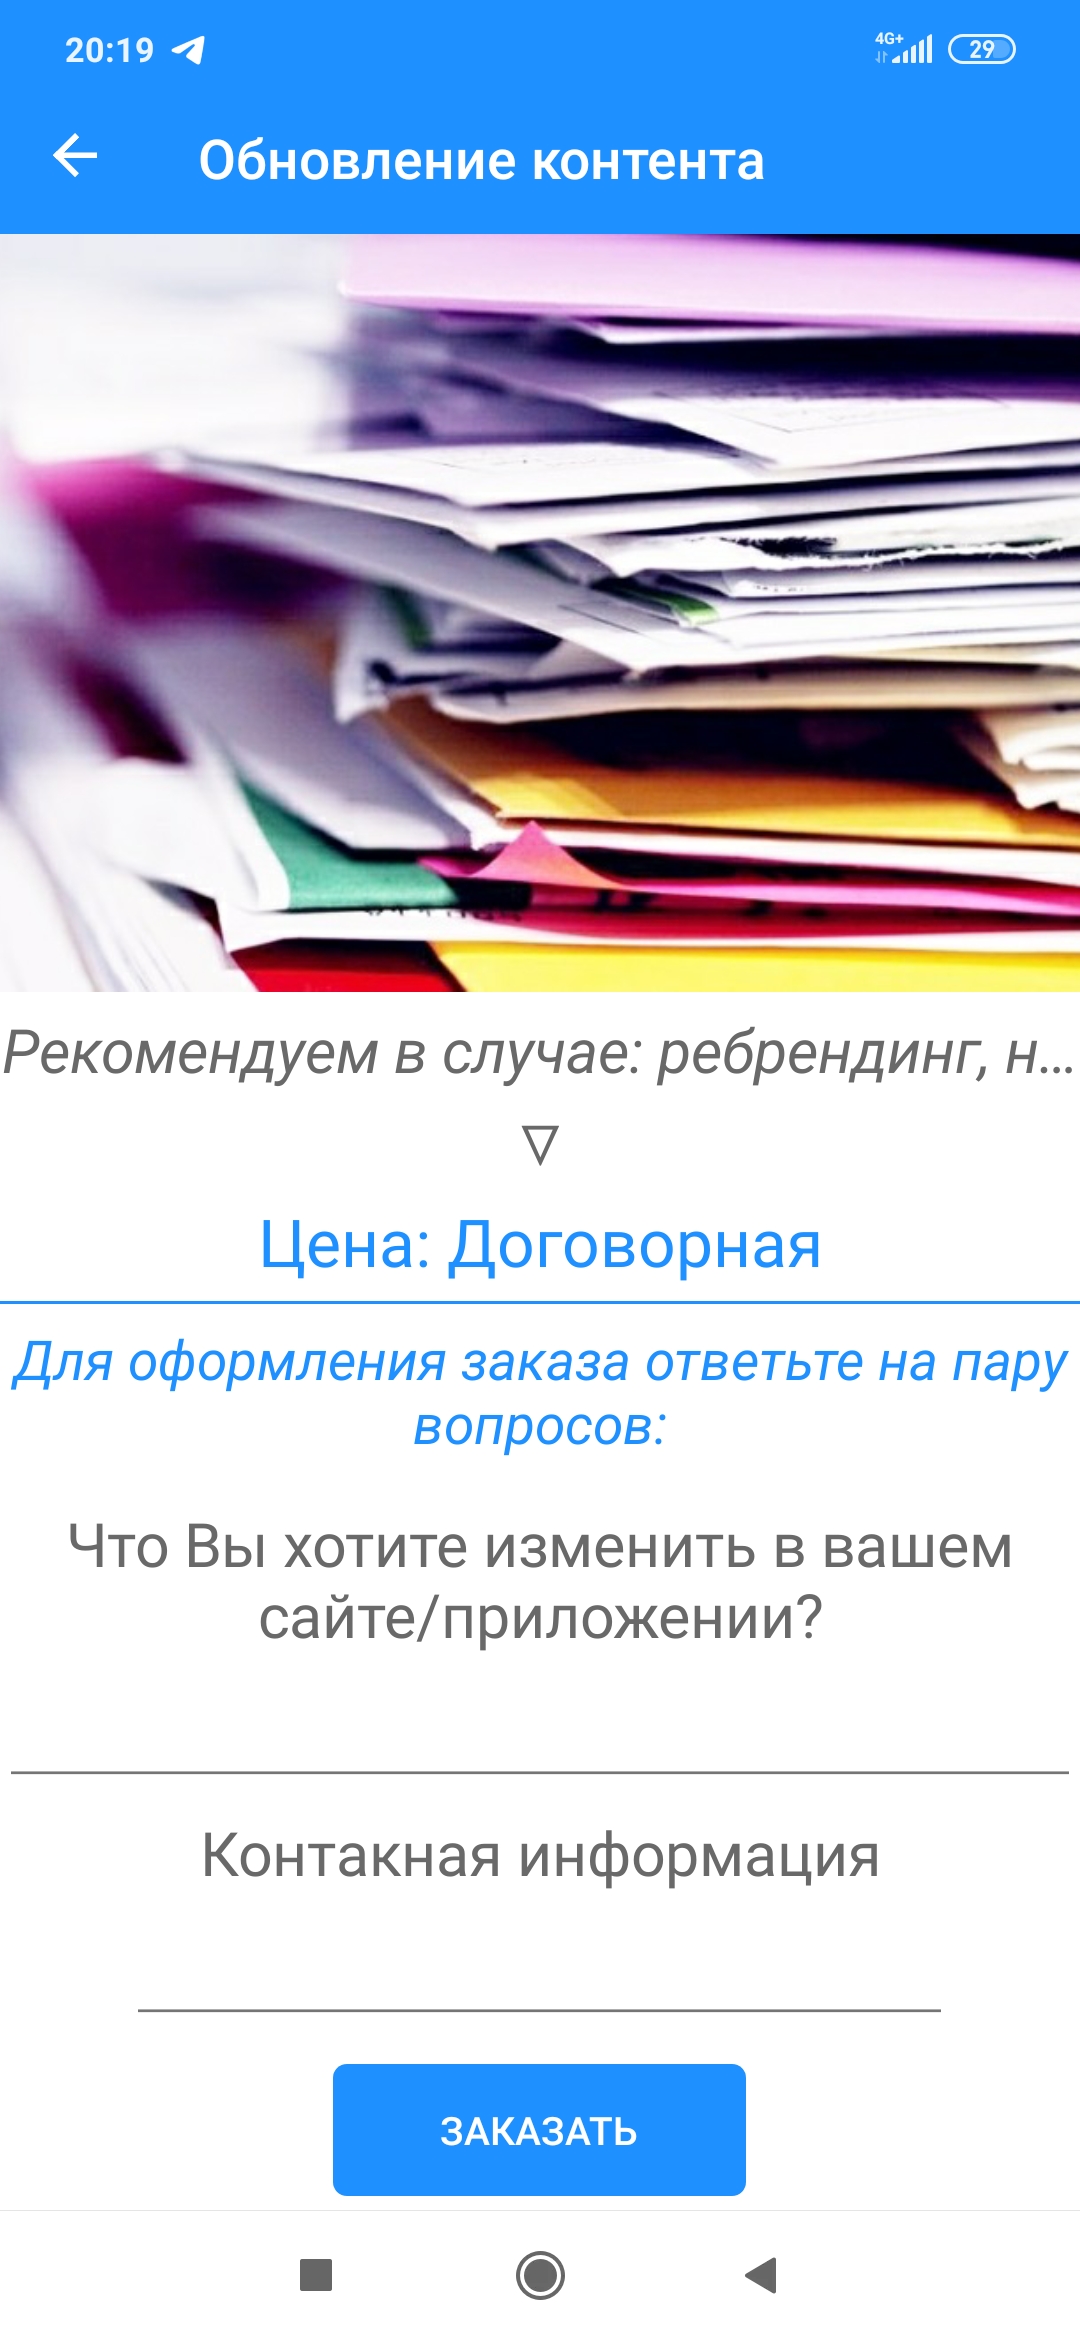 20:19
4G+
29
Обновление контента
Рекомендуем в случае: ребрендинг, н...
Цена: Договорная
Для оформления заказа ответьте на пару
вопросов:
Что Вы хотите изменить в вашем
сайте/приложении?
Контакная информация
ЗАКАЗАТЬ